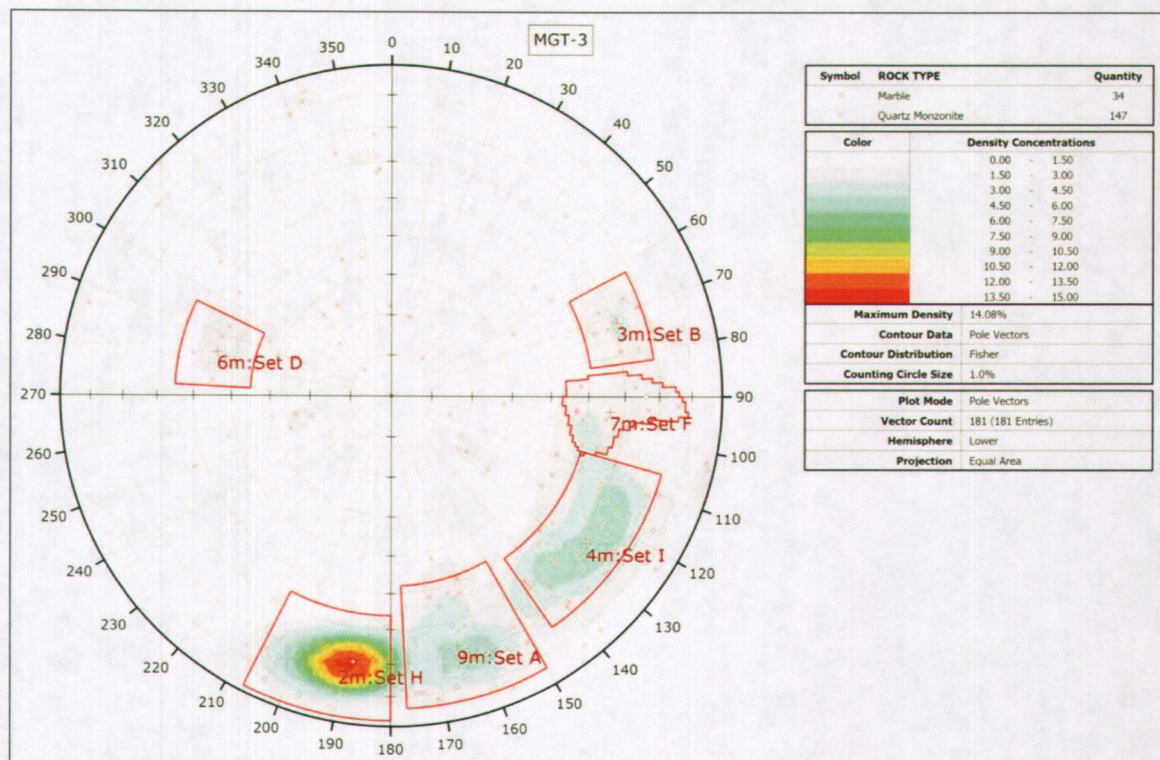 MGT-3
0
10
20
30
40
50
60
70
80
90
100
110
120
130
140
150
160
170
180
190
200
210
220
230
240
250
260
270
280
290
300
310
320
330
340
350
3m:Set B
6m:Set D
7m:Set F
4m:Set I
9m:Set A
2m:Set H
Symbol ROCK TYPE Quantity
Marble 34
Quartz Monzonite 147
Color Density Concentrations
0.00 - 1.50
1.50 - 3.00
3.00 - 4.50
4.50 - 6.00
6.00 - 7.50
7.50 - 9.00
9.00 - 10.50
10.50 - 12.00
12.00 - 13.50
13.50 - 15.00
Maximum Density 14.08%
Contour Data Pole Vectors
Contour Distribution Fisher
Counting Circle Size 1.0%
Plot Mode Pole Vectors
Vector Count 181 (181 Entries)
Hemisphere Lower
Projection Equal Area